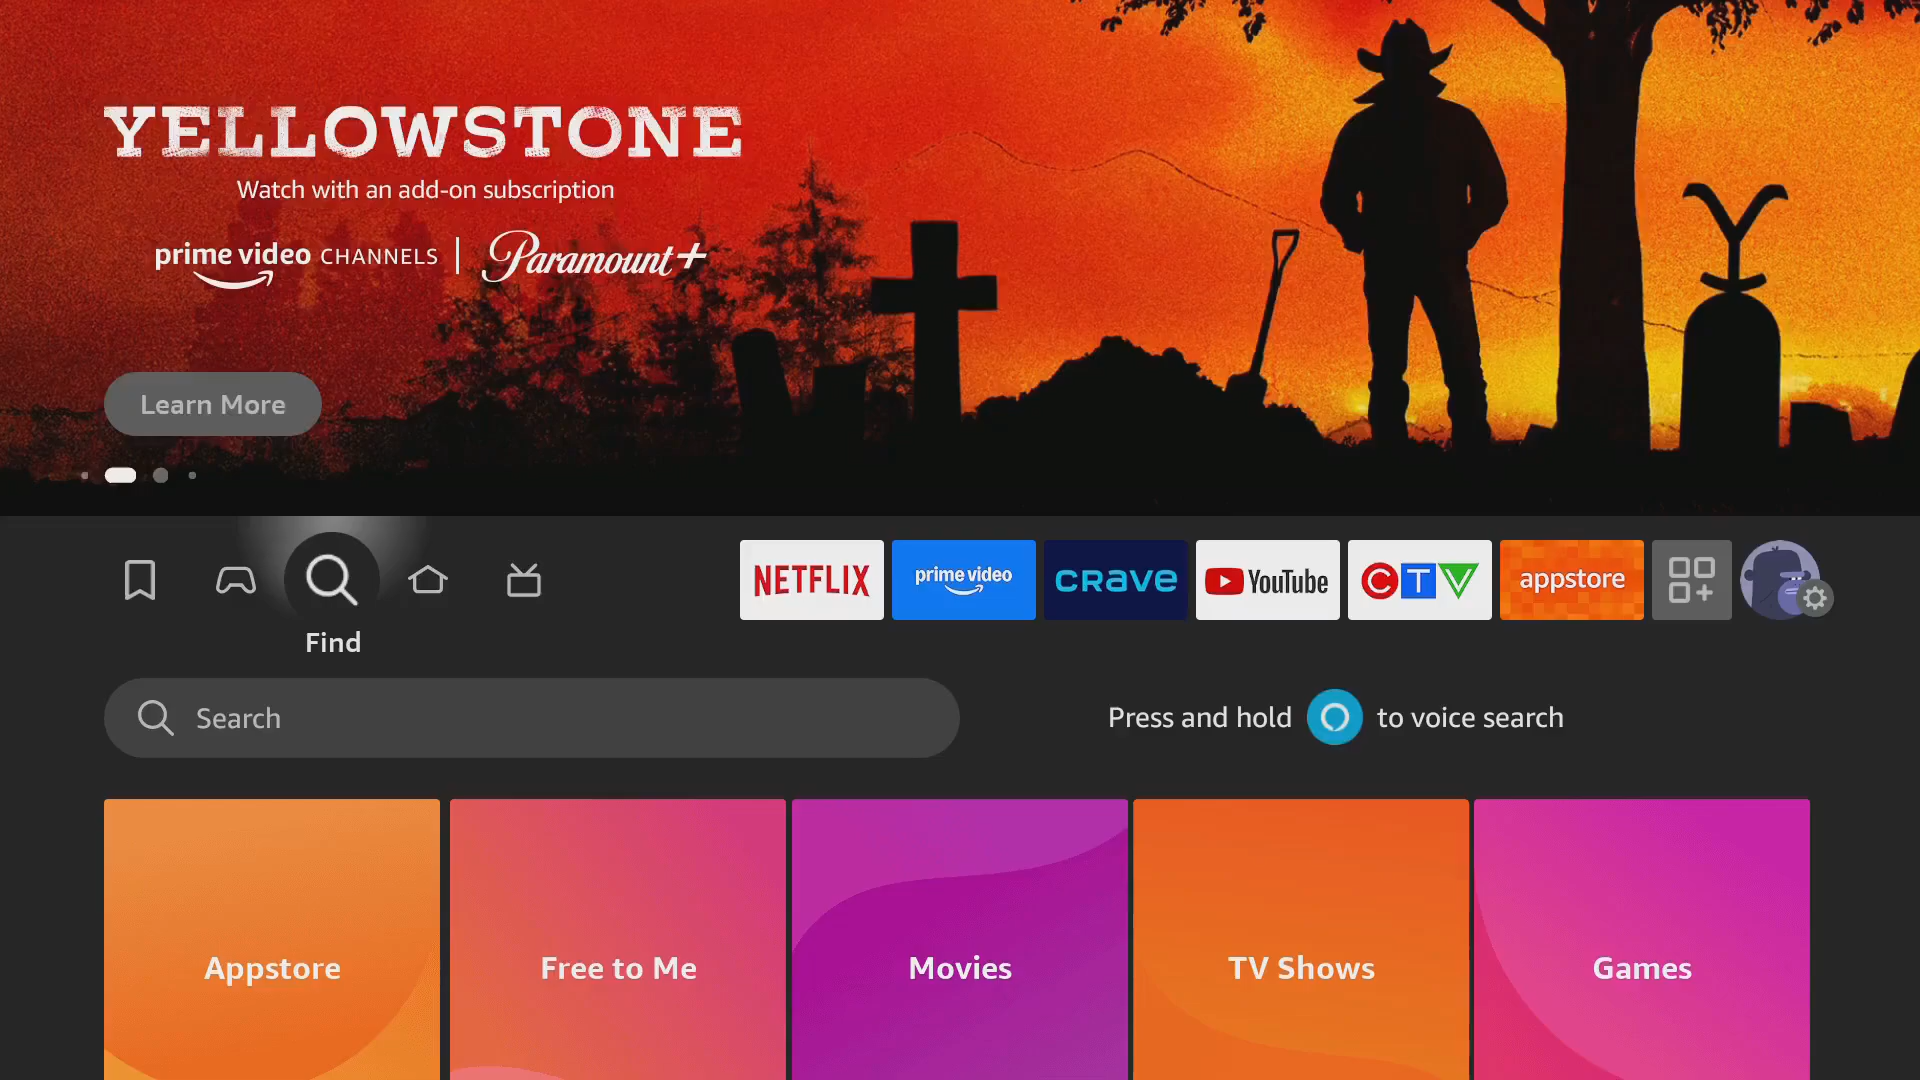 YELLOWSTONE
Watch with an add-on subscription
prime video CHANNELS | Paramount+
Learn More
NETFLIX
prime video
CRAVE
YouTube
CTV
appstore
Find
Search
Press and hold to voice search
Appstore
Free to Me
Movies
TV Shows
Games